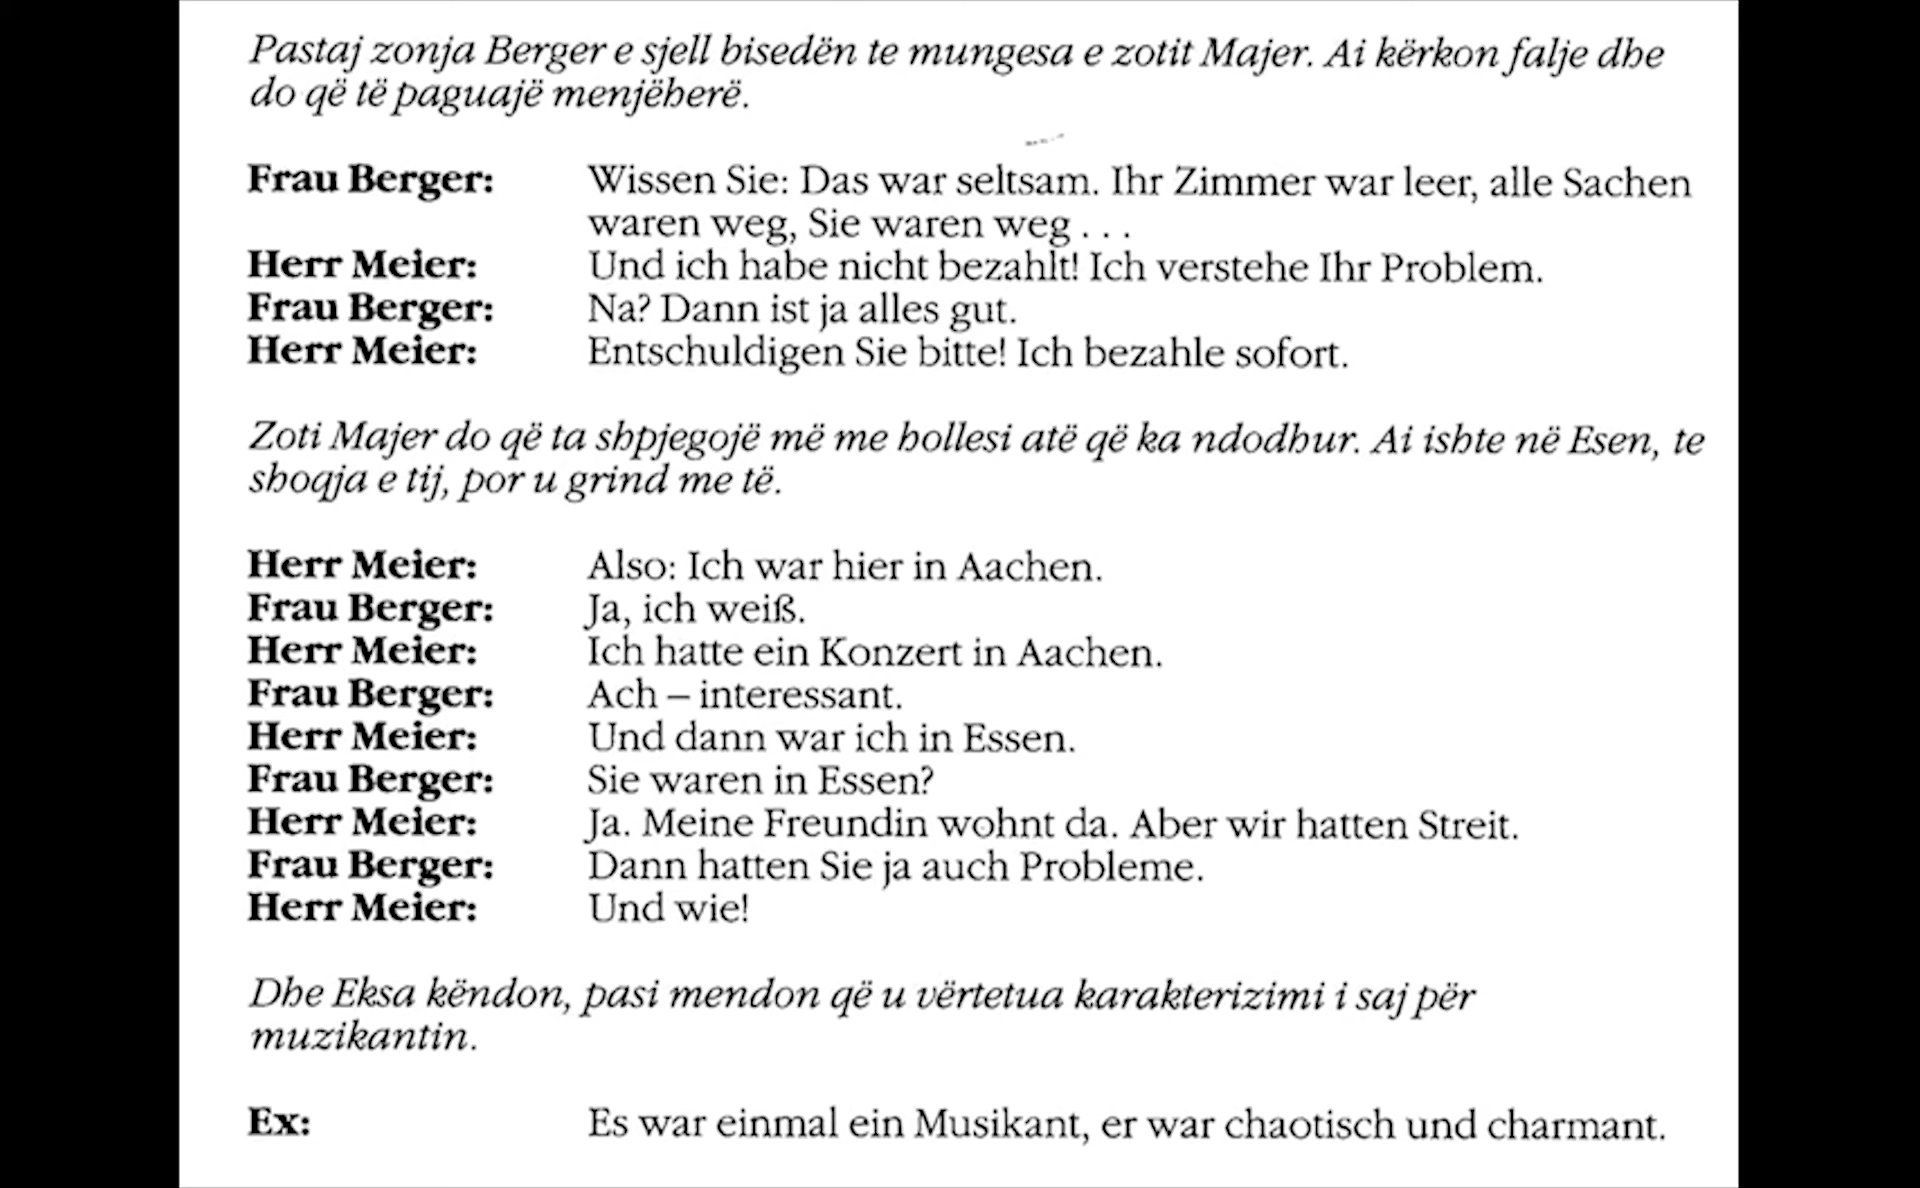 Pastaj zonja Berger e sjell bisedën te mungesa e zotit Majer. Ai kërkon falje dhe
do që të paguajë menjëherë.
Frau Berger: Wissen Sie: Das war seltsam. Ihr Zimmer war leer, alle Sachen
waren weg, Sie waren weg . . .
Herr Meier: Und ich habe nicht bezahlt! Ich verstehe Ihr Problem.
Frau Berger: Na? Dann ist ja alles gut.
Herr Meier: Entschuldigen Sie bitte! Ich bezahle sofort.
Zoti Majer do që ta shpjegojë më me hollesi atë që ka ndodhur. Ai ishte në Esen, te
shoqja e tij, por u grind me të.
Herr Meier: Also: Ich war hier in Aachen.
Frau Berger: Ja, ich weiß.
Herr Meier: Ich hatte ein Konzert in Aachen.
Frau Berger: Ach – interessant.
Herr Meier: Und dann war ich in Essen.
Frau Berger: Sie waren in Essen?
Herr Meier: Ja. Meine Freundin wohnt da. Aber wir hatten Streit.
Frau Berger: Dann hatten Sie ja auch Probleme.
Herr Meier: Und wie!
Dhe Eksa këndon, pasi mendon që u vërtetua karakterizimi i saj për
muzikantin.
Ex: Es war einmal ein Musikant, er war chaotisch und charmant.